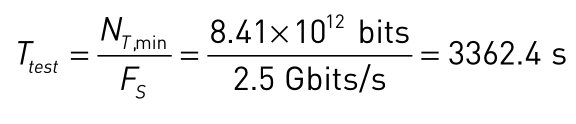 T_test = N_T,min / F_S = 8.41×10^12 bits / 2.5 Gbits/s = 3362.4 s